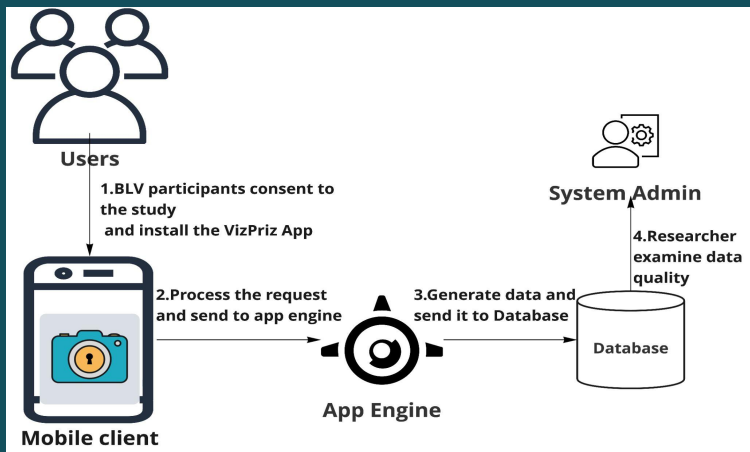 Users
1.BLV participants consent to
the study
and install the VizPriz App
System Admin
4.Researcher
examine data
quality
2.Process the request
and send to app engine
3.Generate data and
send it to Database
Database
App Engine
Mobile client